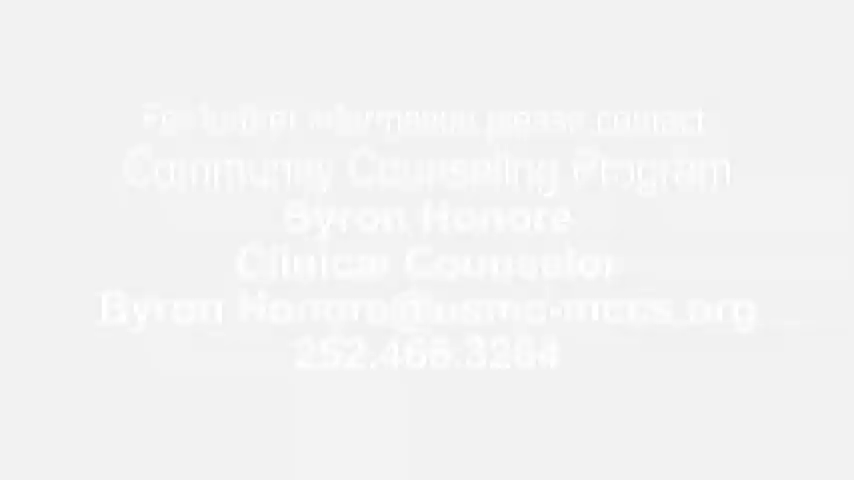 For further information please contact
Community Counseling Program
Byron Honore
Clinical Counselor
Byron Honore@usmc-mccs.org